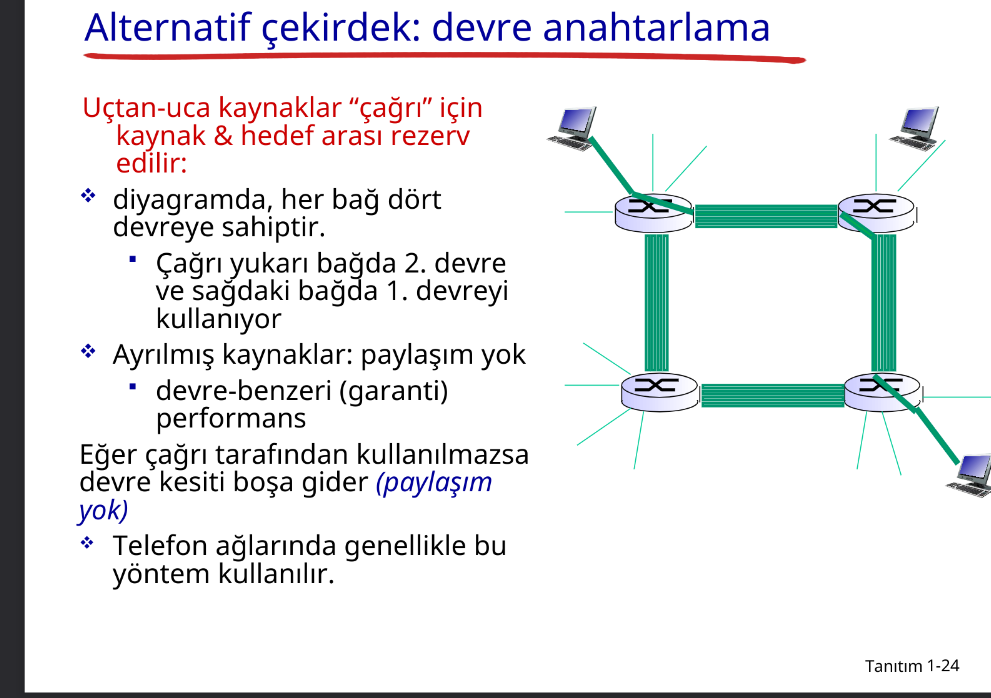 Alternatif çekirdek: devre anahtarlama
Uçtan-uca kaynaklar “çağrı” için
kaynak & hedef arası rezerv
edilir:
diyagramda, her bağ dört
devreye sahiptir.
Çağrı yukarı bağda 2. devre
ve sağdaki bağda 1. devreyi
kullanıyor
Ayrılmış kaynaklar: paylaşım yok
devre-benzeri (garanti)
performans
Eğer çağrı tarafından kullanılmazsa
devre kesiti boşa gider (paylaşım
yok)
Telefon ağlarında genellikle bu
yöntem kullanılır.
Tanıtım 1-24